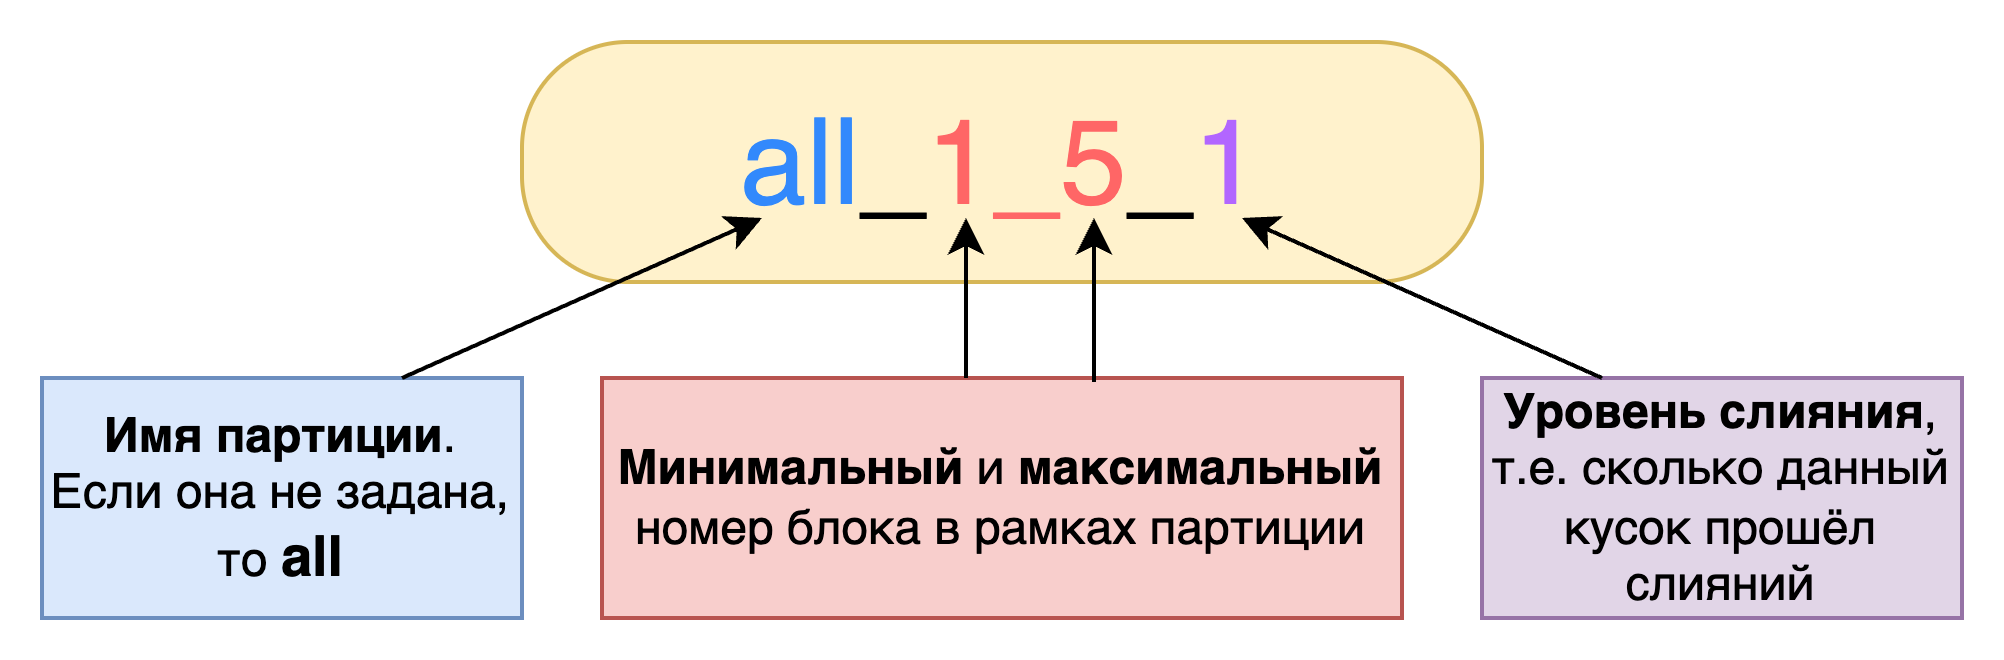 all_1_5_1
Имя партиции.
Если она не задана,
то all
Минимальный и максимальный
номер блока в рамках партиции
Уровень слияния,
т.е. сколько данный
кусок прошёл
слияний